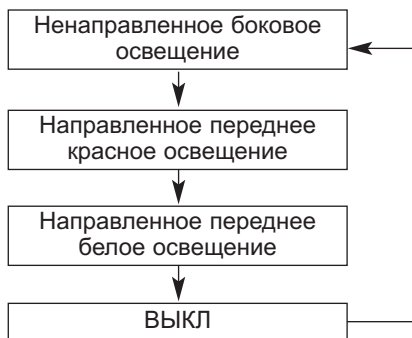 Ненаправленное боковое
освещение
Направленное переднее
красное освещение
Направленное переднее
белое освещение
ВЫКЛ